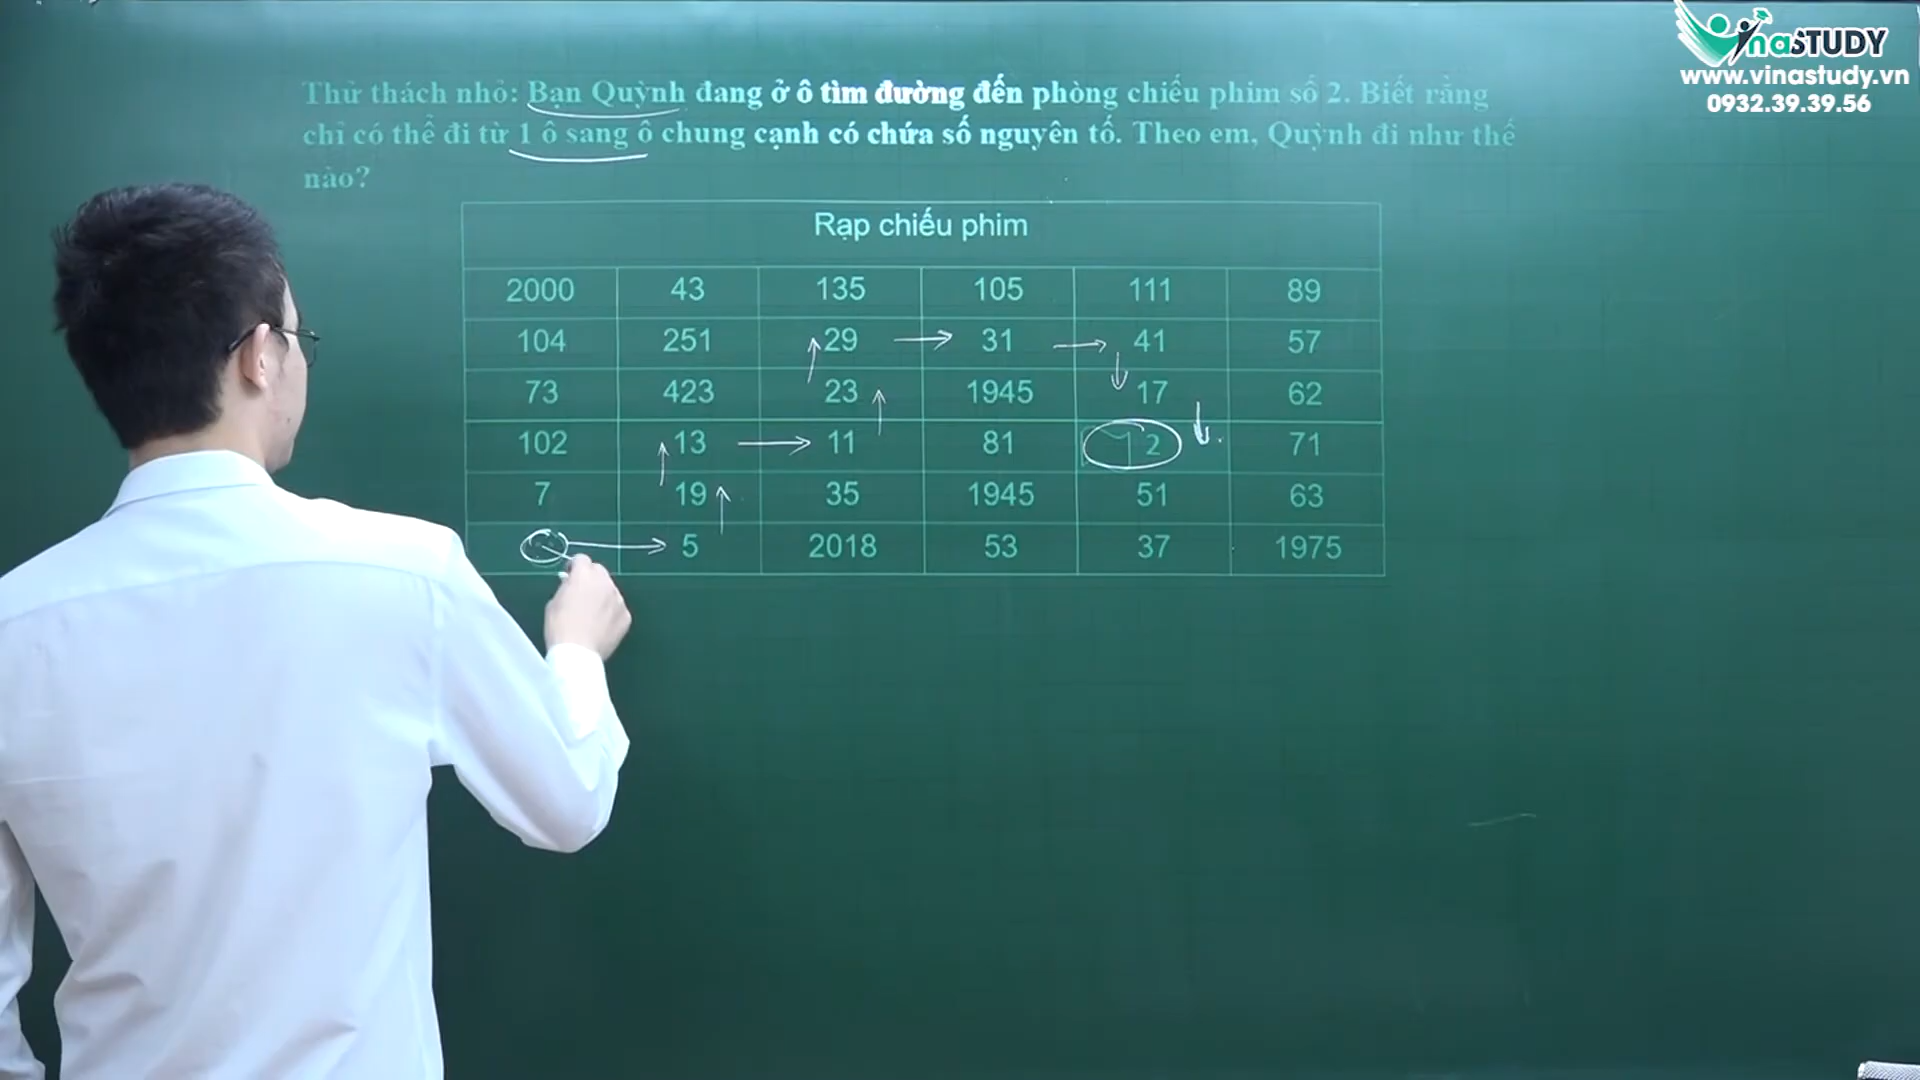 VinaSTUDY
www.vinastudy.vn
0932.39.39.56
Thử thách nhỏ: Bạn Quỳnh đang ở ô tìm đường đến phòng chiếu phim số 2. Biết rằng
chỉ có thể đi từ 1 ô sang ô chung cạnh có chứa số nguyên tố. Theo em, Quỳnh đi như thế
nào?
Rạp chiếu phim
2000 43 135 105 111 89
104 251 29 31 41 57
73 423 23 1945 17 62
102 13 11 81 2 71
7 19 35 1945 51 63
5 2018 53 37 1975